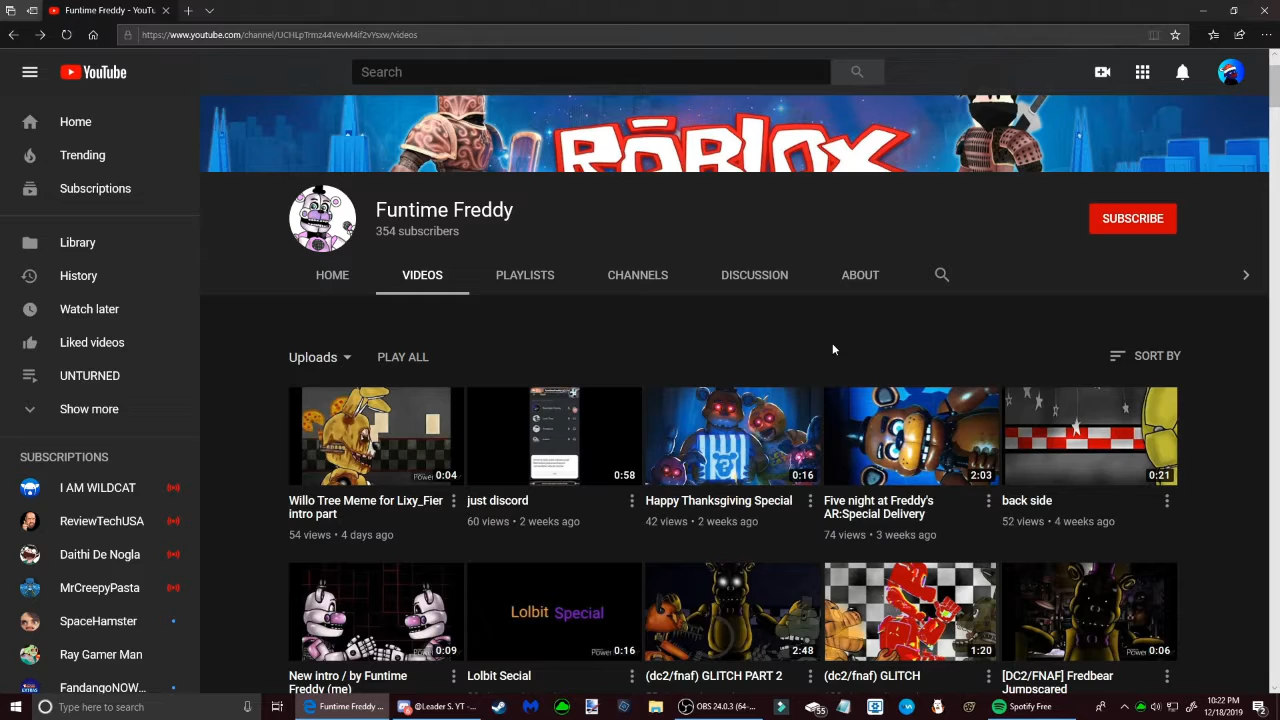 Funtime Freddy - YouTu
https://www.youtube.com/channel/UCHLpTrmz44VevM4if2vYsxw/videos
YouTube
Search
Home
Trending
Subscriptions
Library
History
Watch later
Liked videos
UNTURNED
Show more
SUBSCRIPTIONS
I AM WILDCAT
ReviewTechUSA
Daithi De Nogla
MrCreepyPasta
SpaceHamster
Ray Gamer Man
FandangoNOW...
ROBLOX
Funtime Freddy
354 subscribers
SUBSCRIBE
HOME VIDEOS PLAYLISTS CHANNELS DISCUSSION ABOUT
Uploads PLAY ALL SORT BY
POWER 0:04
0:58
0:16
2:03
0:21
Willo Tree Meme for Lixy_Fier
intro part
54 views • 4 days ago
just discord
60 views • 2 weeks ago
Happy Thanksgiving Special
42 views • 2 weeks ago
Five night at Freddy's
AR:Special Delivery
74 views • 3 weeks ago
back side
52 views • 4 weeks ago
0:09
Lolbit Special
POWER 0:16
2:48
1:20
POWER 0:06
New intro / by Funtime
Freddy (me)
Lolbit Secial
(dc2/fnaf) GLITCH PART 2
(dc2/fnaf) GLITCH
[DC2/FNAF] Fredbear
Jumpscared
Type here to search
Funtime Freddy ...
@Leader S. YT - ...
OBS 24.0.3 (64-...
Spotify Free
10:22 PM
12/18/2019